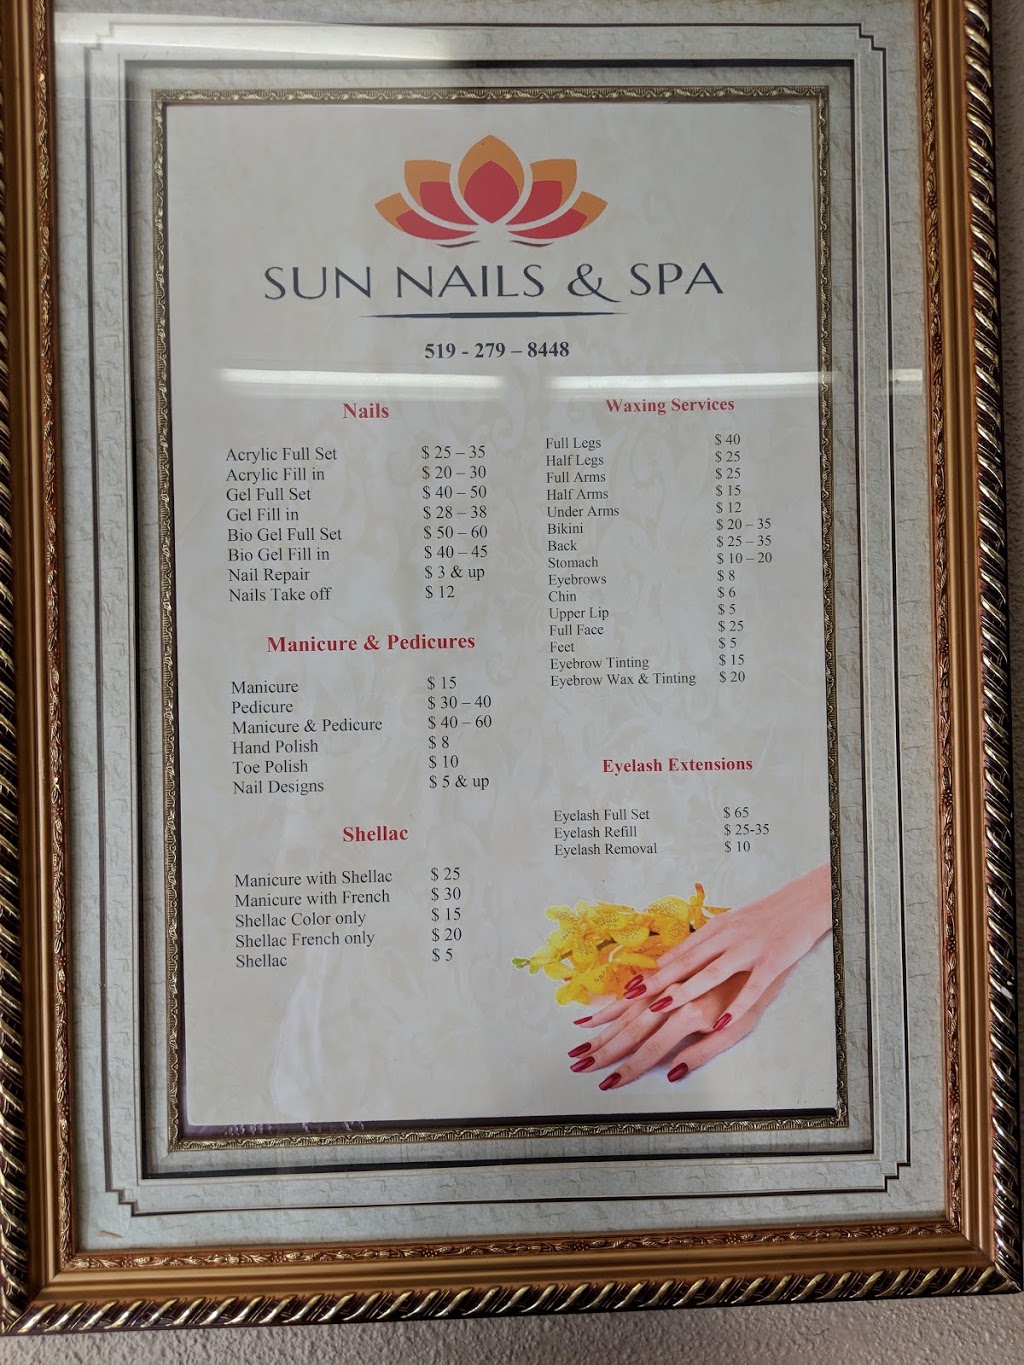 SUN NAILS & SPA
519 - 279 – 8448
Nails
Acrylic Full Set $ 25 – 35
Acrylic Fill in $ 20 – 30
Gel Full Set $ 40 – 50
Gel Fill in $ 28 – 38
Bio Gel Full Set $ 50 – 60
Bio Gel Fill in $ 40 – 45
Nail Repair $ 3 & up
Nails Take off $ 12
Manicure & Pedicures
Manicure $ 15
Pedicure $ 30 – 40
Manicure & Pedicure $ 40 – 60
Hand Polish $ 8
Toe Polish $ 10
Nail Designs $ 5 & up
Shellac
Manicure with Shellac $ 25
Manicure with French $ 30
Shellac Color only $ 15
Shellac French only $ 20
Shellac $ 5
Waxing Services
Full Legs $ 40
Half Legs $ 25
Full Arms $ 25
Half Arms $ 15
Under Arms $ 12
Bikini $ 20 – 35
Back $ 25 – 35
Stomach $ 10 – 20
Eyebrows $ 8
Chin $ 6
Upper Lip $ 5
Full Face $ 25
Feet $ 5
Eyebrow Tinting $ 15
Eyebrow Wax & Tinting $ 20
Eyelash Extensions
Eyelash Full Set $ 65
Eyelash Refill $ 25-35
Eyelash Removal $ 10